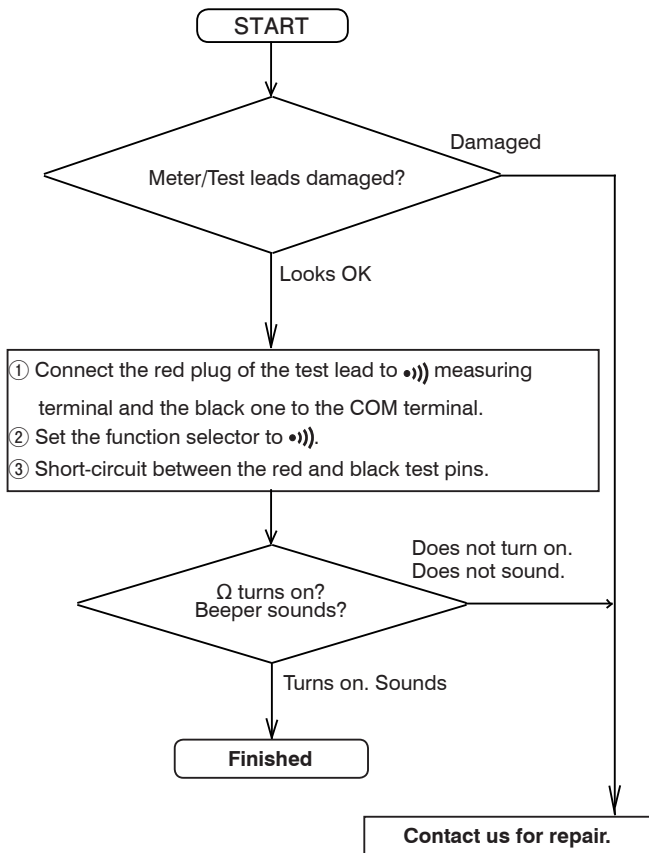 START
Damaged
Meter/Test leads damaged?
Looks OK
① Connect the red plug of the test lead to •))) measuring
terminal and the black one to the COM terminal.
② Set the function selector to •))).
③ Short-circuit between the red and black test pins.
Does not turn on.
Does not sound.
Ω turns on?
Beeper sounds?
Turns on. Sounds
Finished
Contact us for repair.